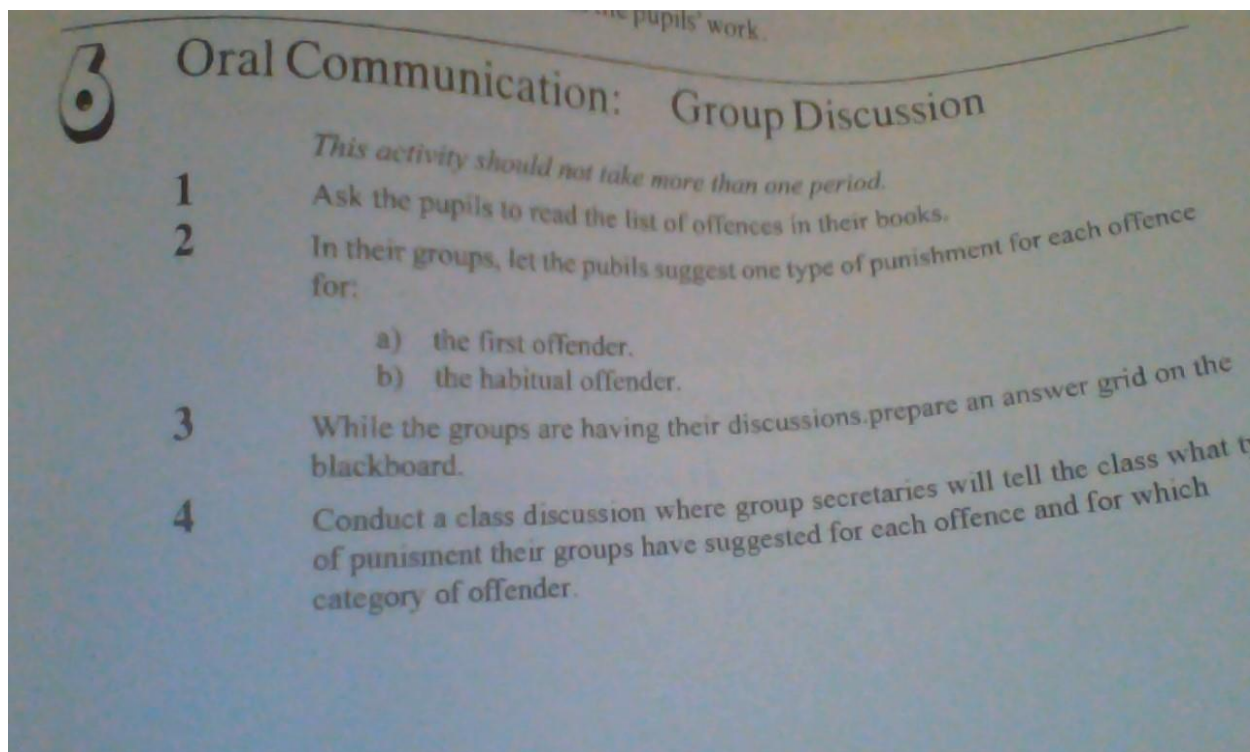 the pupils' work.
6 Oral Communication: Group Discussion
This activity should not take more than one period.
1 Ask the pupils to read the list of offences in their books.
2 In their groups, let the pubils suggest one type of punishment for each offence
for:
a) the first offender.
b) the habitual offender.
3 While the groups are having their discussions.prepare an answer grid on the
blackboard.
4 Conduct a class discussion where group secretaries will tell the class what
of punisment their groups have suggested for each offence and for which
category of offender.